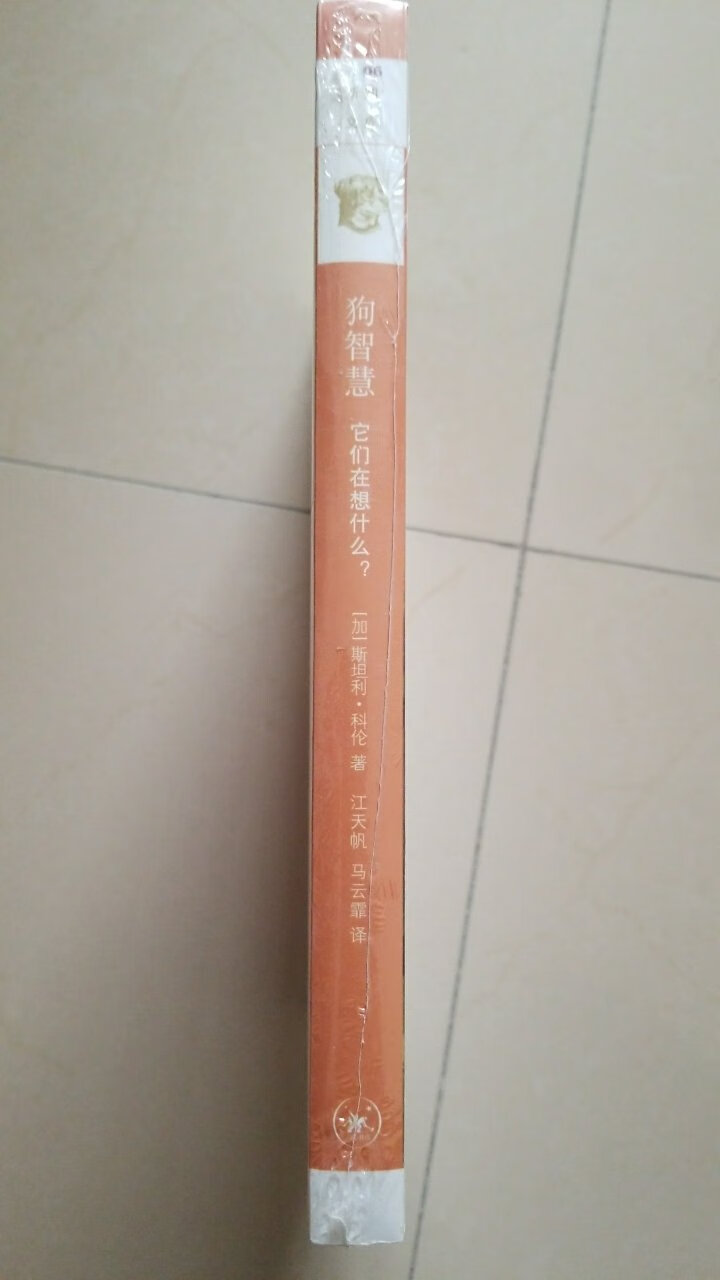 06
狗智慧
它们在想什么?
[加]斯坦利·科伦 著
江天帆 马云霏 译